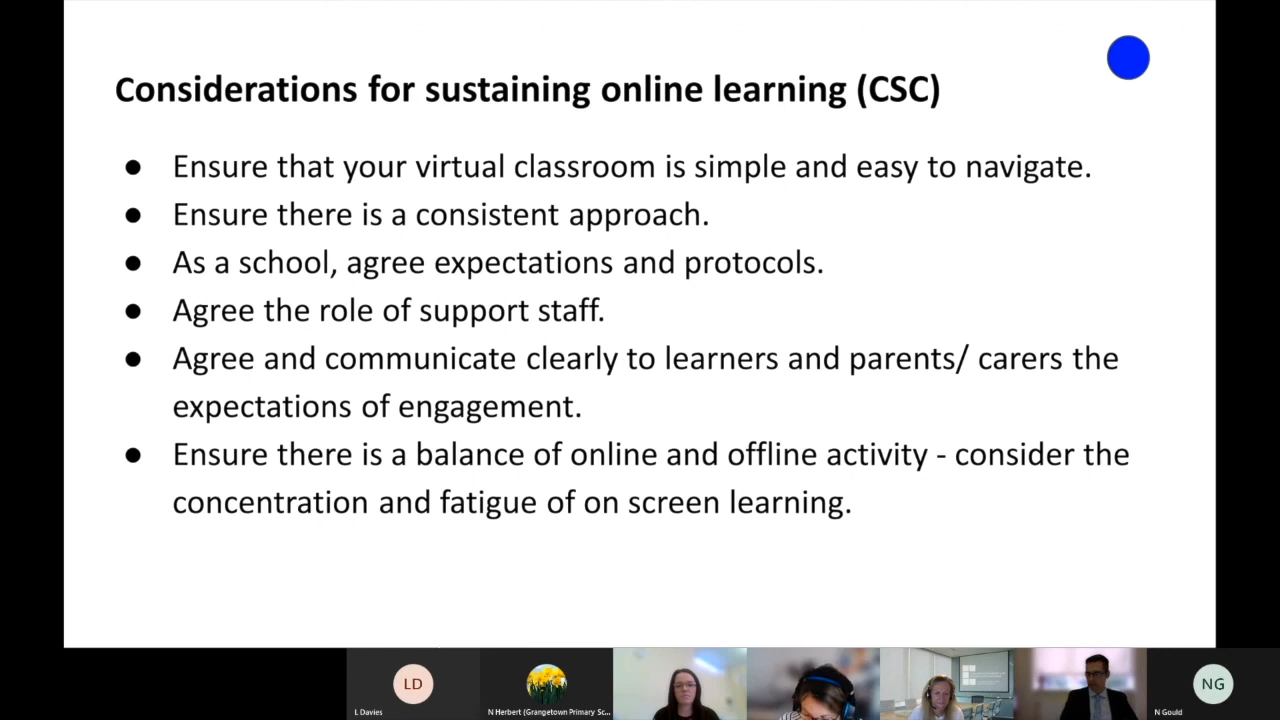 Considerations for sustaining online learning (CSC)
● Ensure that your virtual classroom is simple and easy to navigate.
● Ensure there is a consistent approach.
● As a school, agree expectations and protocols.
● Agree the role of support staff.
● Agree and communicate clearly to learners and parents/ carers the
expectations of engagement.
● Ensure there is a balance of online and offline activity - consider the
concentration and fatigue of on screen learning.
LD
NG
L Davies
N Herbert (Grangetown Primary Sc...
N Gould